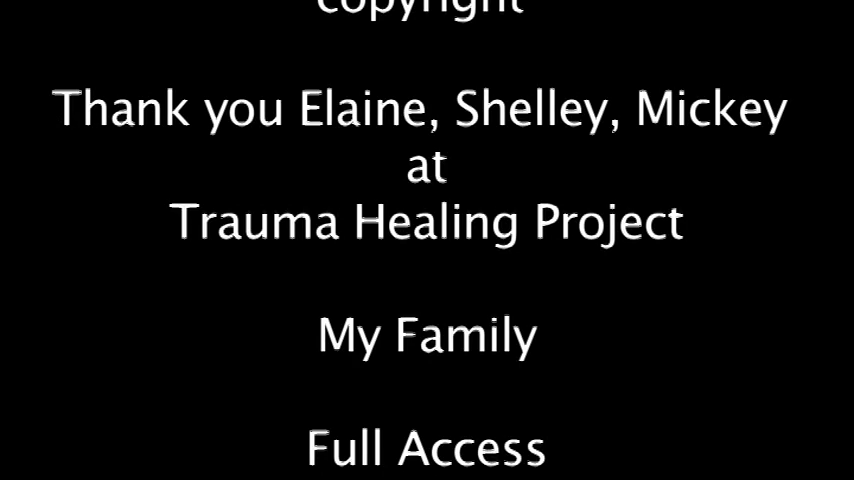 copyright
Thank you Elaine, Shelley, Mickey
at
Trauma Healing Project
My Family
Full Access